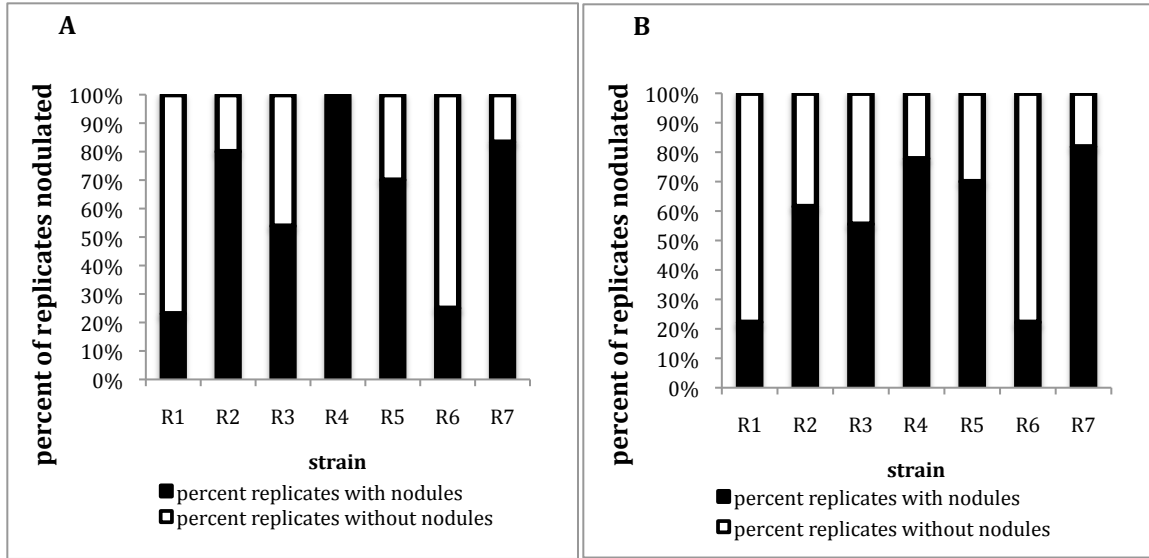 A
percent of replicates nodulated
100%
90%
80%
70%
60%
50%
40%
30%
20%
10%
0%
R1 R2 R3 R4 R5 R6 R7
strain
percent replicates with nodules
percent replicates without nodules
B
percent of replicates nodulated
100%
90%
80%
70%
60%
50%
40%
30%
20%
10%
0%
R1 R2 R3 R4 R5 R6 R7
strain
percent replicates with nodules
percent replicates without nodules